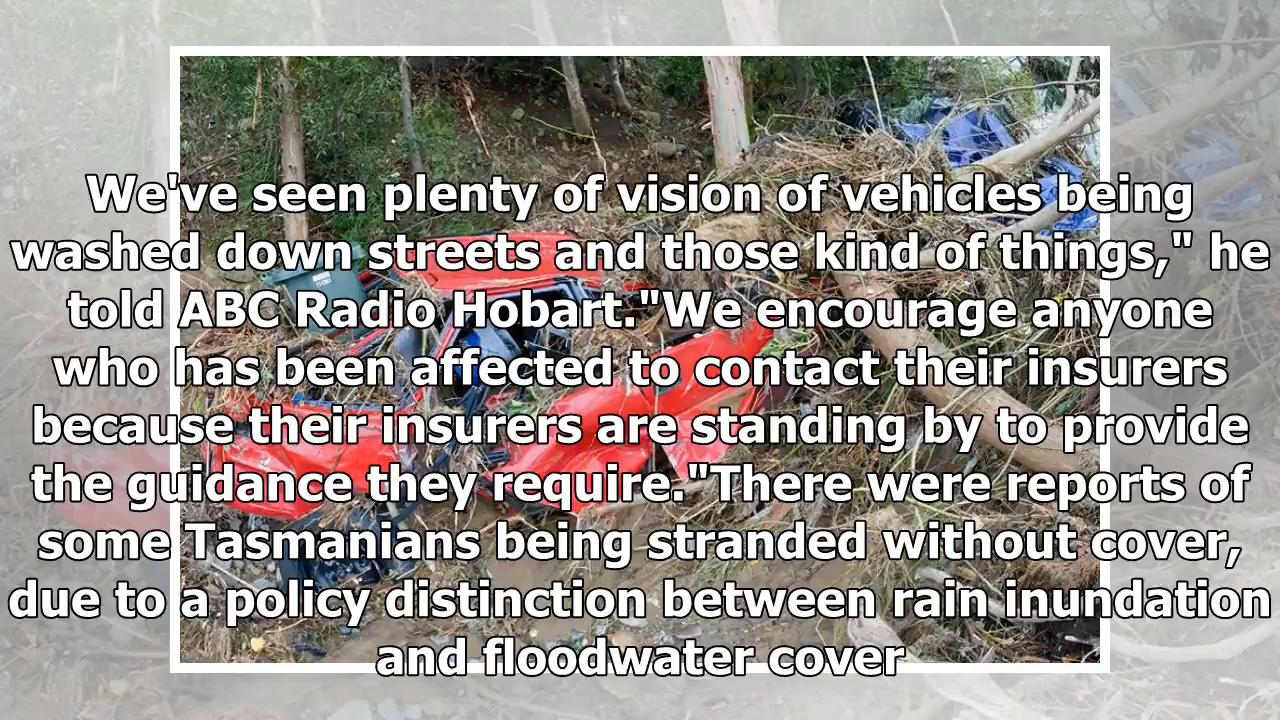 We've seen plenty of vision of vehicles being
washed down streets and those kind of things," he
told ABC Radio Hobart."We encourage anyone
who has been affected to contact their insurers
because their insurers are standing by to provide
the guidance they require."There were reports of
some Tasmanians being stranded without cover,
due to a policy distinction between rain inundation
and floodwater cover